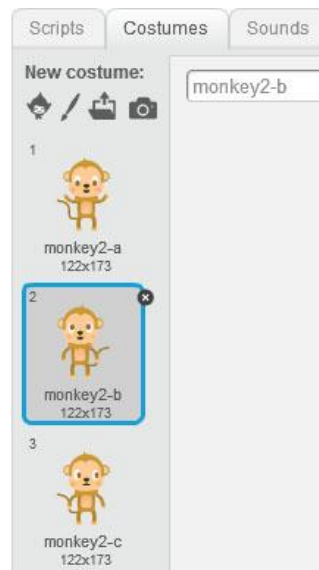 Scripts Costumes Sounds
New costume:
monkey2-b
1
monkey2-a
122x173
2
monkey2-b
122x173
3
monkey2-c
122x173